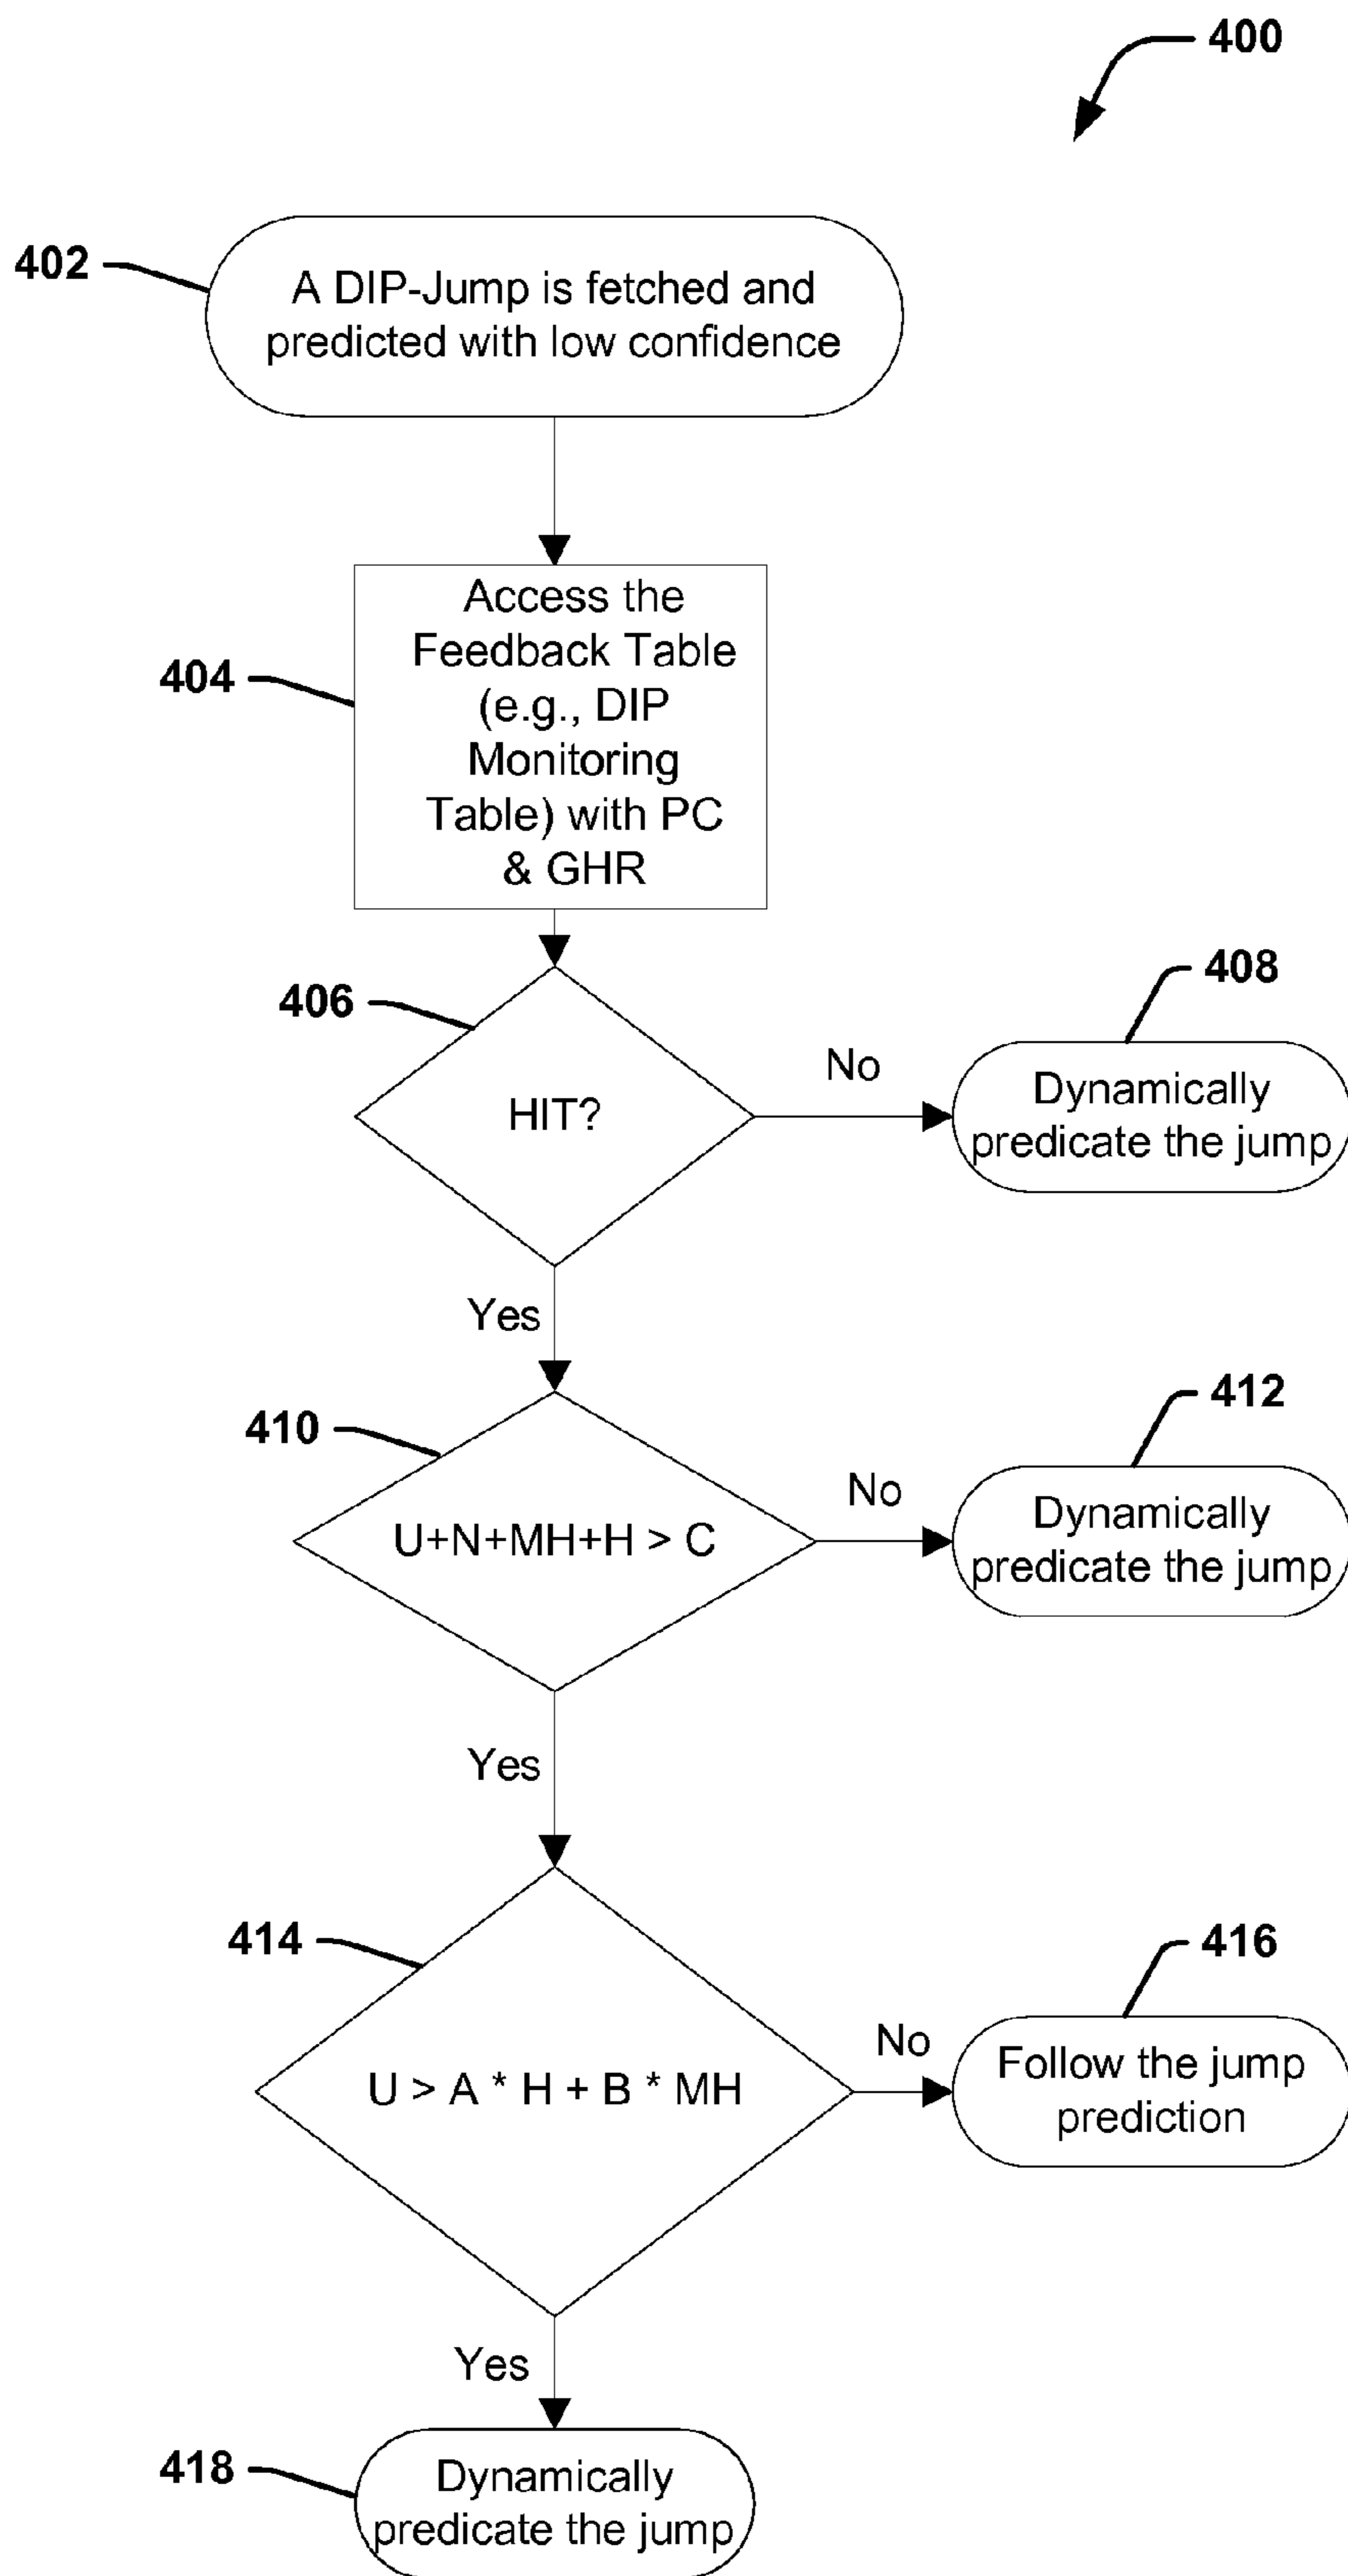 400
402
A DIP-Jump is fetched and
predicted with low confidence
404
Access the
Feedback Table
(e.g., DIP
Monitoring
Table) with PC
& GHR
406
HIT?
No
408
Dynamically
predicate the jump
Yes
410
U+N+MH+H > C
No
412
Dynamically
predicate the jump
Yes
414
U > A * H + B * MH
No
416
Follow the jump
prediction
Yes
418
Dynamically
predicate the jump